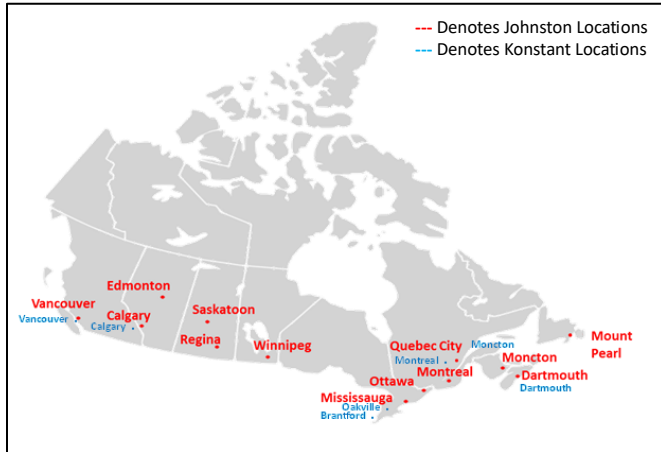 --- Denotes Johnston Locations
--- Denotes Konstant Locations
Edmonton
Vancouver
Vancouver
Calgary
Calgary
Saskatoon
Regina
Winnipeg
Quebec City
Montreal
Moncton
Mount
Pearl
Moncton
Montreal
Ottawa
Dartmouth
Dartmouth
Mississauga
Oakville
Brantford